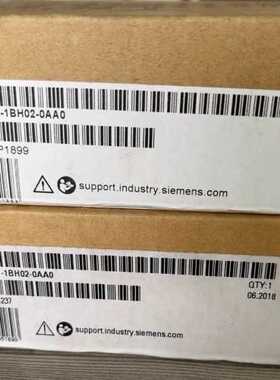 -1BH02-0AA0
P1899
support.industry.siemens.com
-1BH02-0AA0
QTY:1
06.2018
237
support.industry.siemens.com